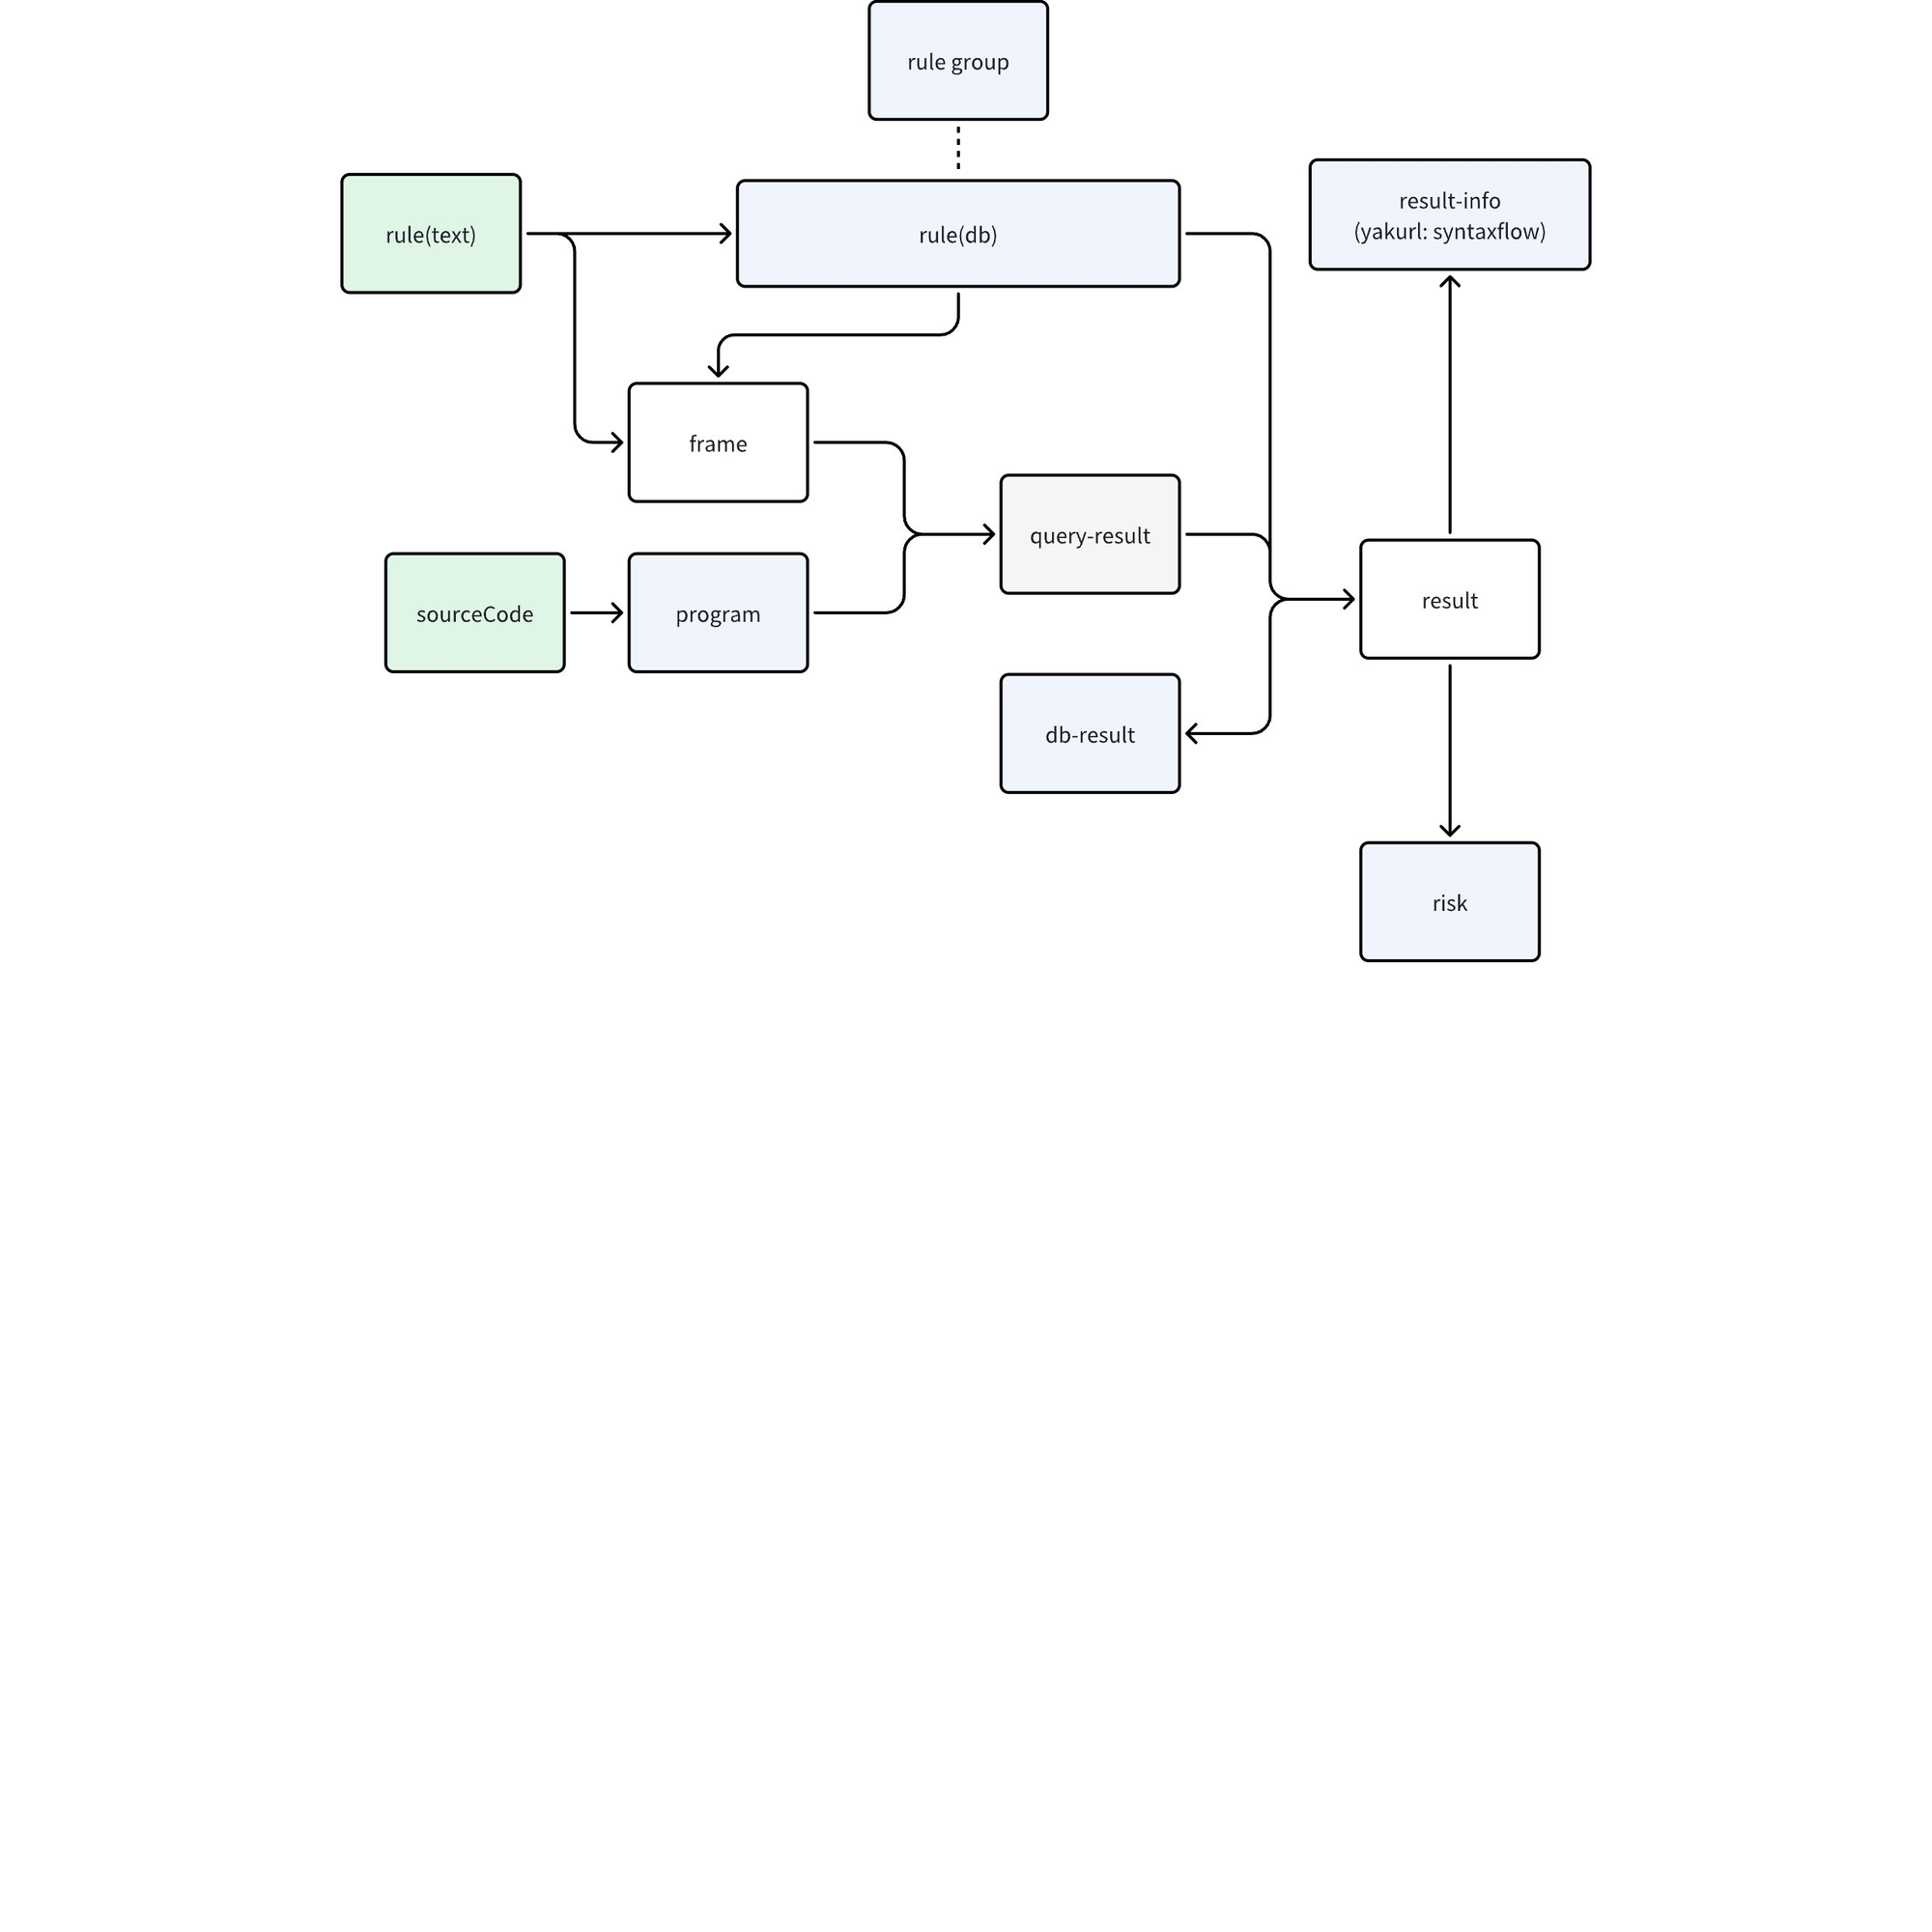 rule group
rule(text)
rule(db)
result-info
(yakurl: syntaxflow)
frame
query-result
sourceCode
program
result
db-result
risk